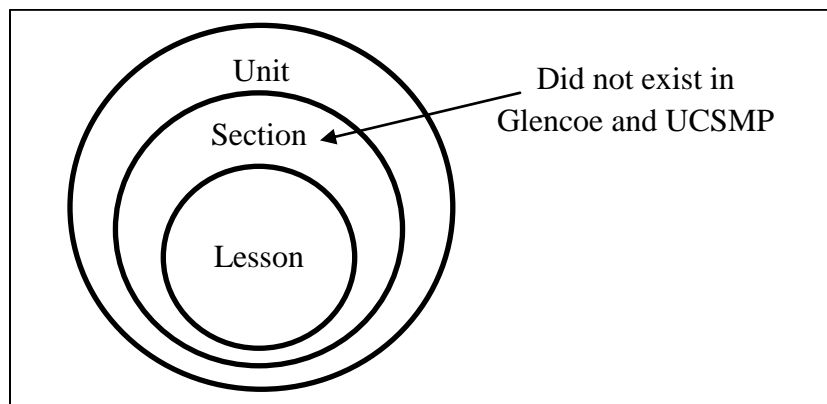 Unit
Did not exist in
Glencoe and UCSMP
Section
Lesson